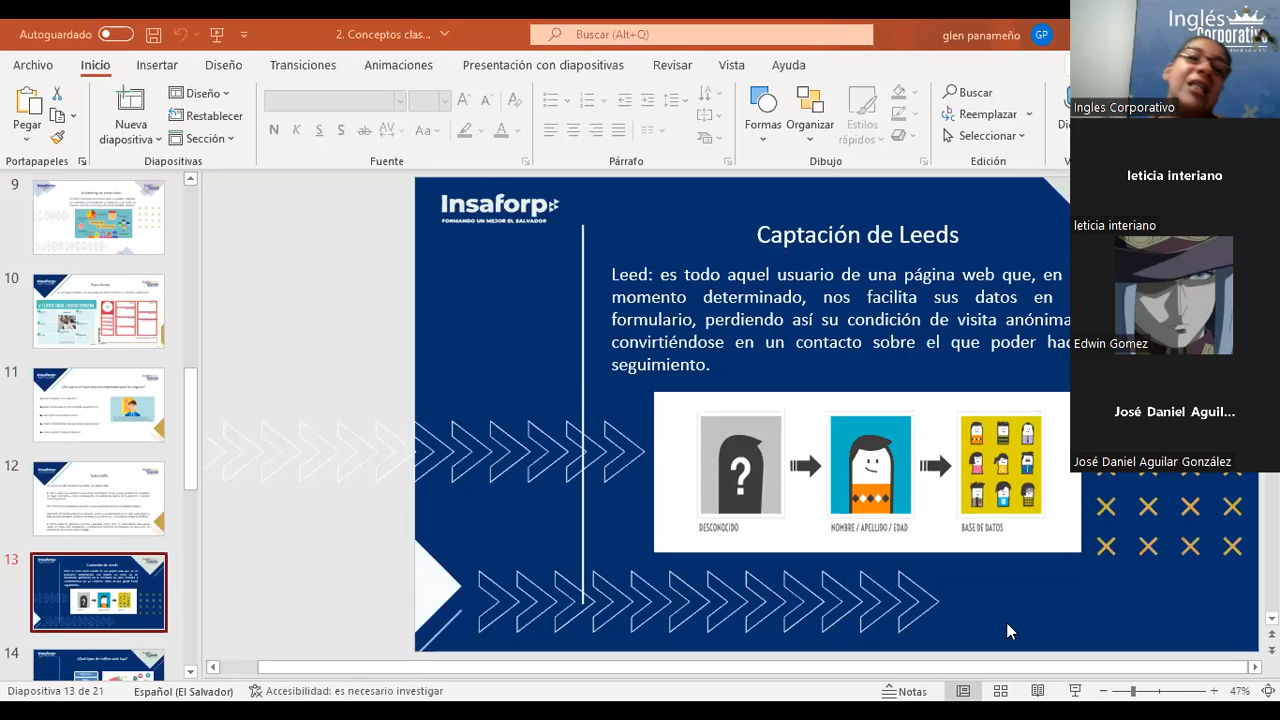 Autoguardado
2. Conceptos clas...
Buscar (Alt+Q)
glen panameño
GP
Archivo
Inicio
Insertar
Diseño
Transiciones
Animaciones
Presentación con diapositivas
Revisar
Vista
Ayuda
Pegar
Nueva
diapositiva
Diseño
Restablecer
Sección
Formas
Organizar
Estilos
rápidos
Buscar
Reemplazar
Seleccionar
Portapapeles
Diapositivas
Fuente
Párrafo
Dibujo
Edición
9
10
11
12
13
14
Insaforp
FORMANDO UN MEJOR EL SALVADOR
Captación de Leeds
Leed: es todo aquel usuario de una página web que, en
momento determinado, nos facilita sus datos en
formulario, perdiendo así su condición de visita anónima
convirtiéndose en un contacto sobre el que poder hac
seguimiento.
DESCONOCIDO
NOMBRE / APELLIDO / EDAD
BASE DE DATOS
Inglés
Corporativo
Ingles Corporativo
leticia interiano
leticia interiano
Edwin Gomez
José Daniel Aguil...
José Daniel Aguilar González
Diapositiva 13 de 21
Español (El Salvador)
Accesibilidad: es necesario investigar
Notas
47%